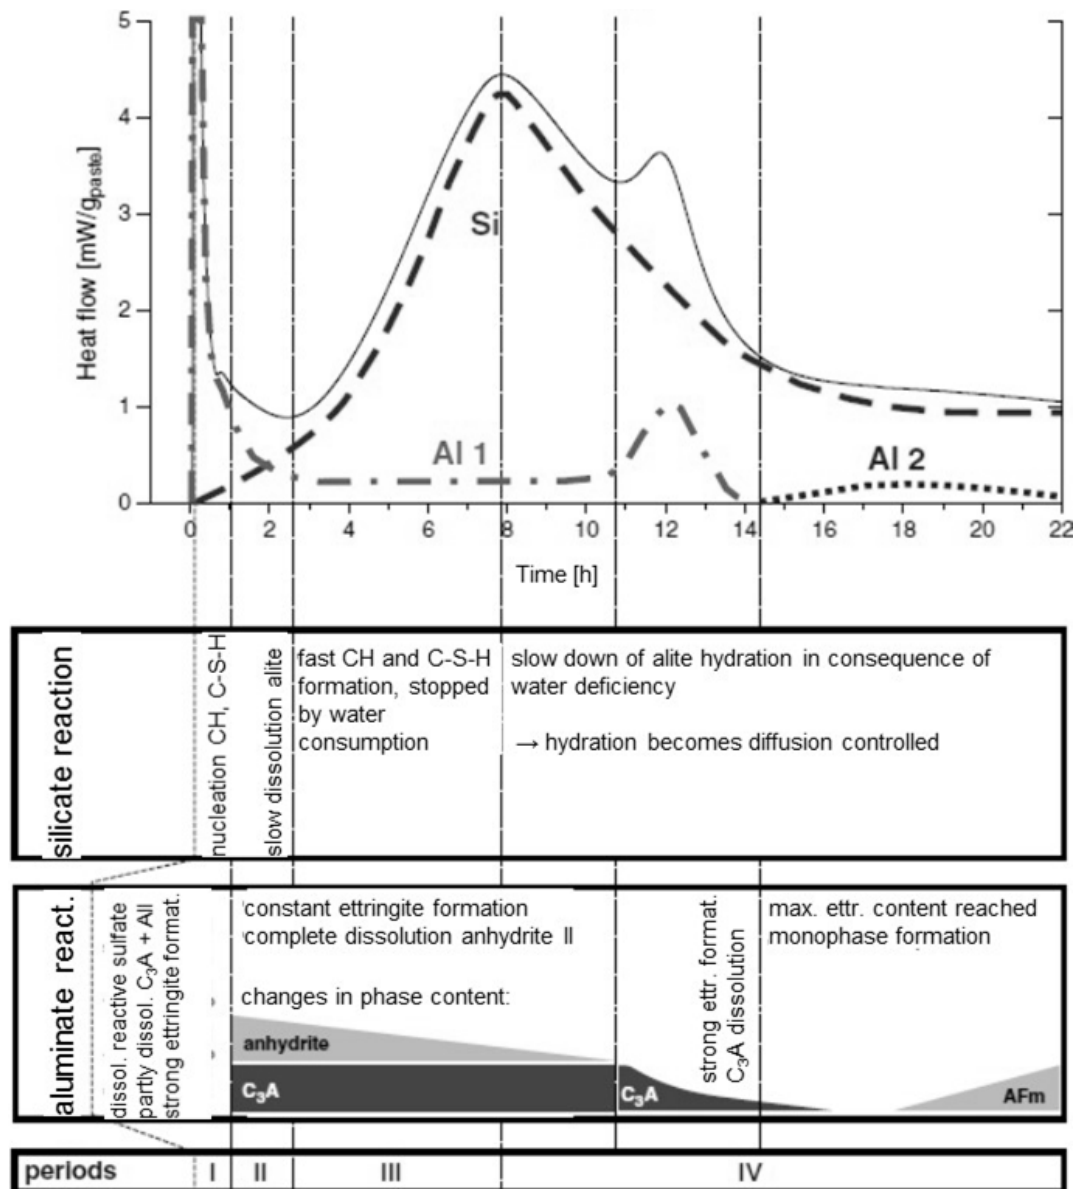 5
4
3
2
1
0
Heat flow [mW/g_paste]
Si
Al 1
Al 2
0 2 4 6 8 10 12 14 16 18 20 22
Time [h]
silicate reaction
nucleation CH, C-S-H
slow dissolution alite
fast CH and C-S-H
formation, stopped
by water
consumption
slow down of alite hydration in consequence of
water deficiency
→ hydration becomes diffusion controlled
aluminate react.
dissol. reactive sulfate
partly dissol. C₃A + AII
strong ettringite format.
constant ettringite formation
complete dissolution anhydrite II
changes in phase content:
anhydrite
C₃A
C₃A
strong ettr. format.
C₃A dissolution
max. ettr. content reached
monophase formation
AFm
periods I II III IV